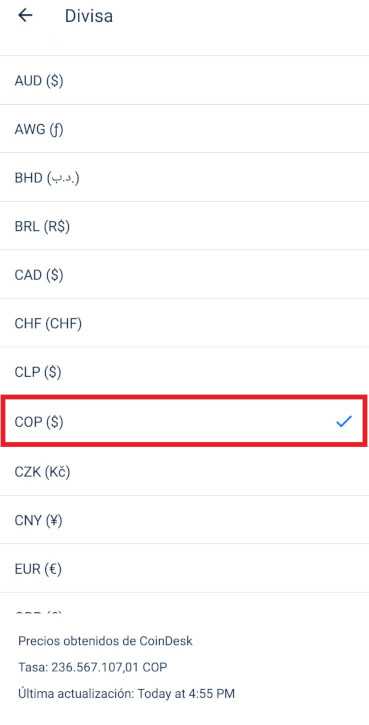 Divisa
AUD ($)
AWG (ƒ)
BHD (.د.ب)
BRL (R$)
CAD ($)
CHF (CHF)
CLP ($)
COP ($)
CZK (Kč)
CNY (¥)
EUR (€)
Precios obtenidos de CoinDesk
Tasa: 236.567.107,01 COP
Última actualización: Today at 4:55 PM